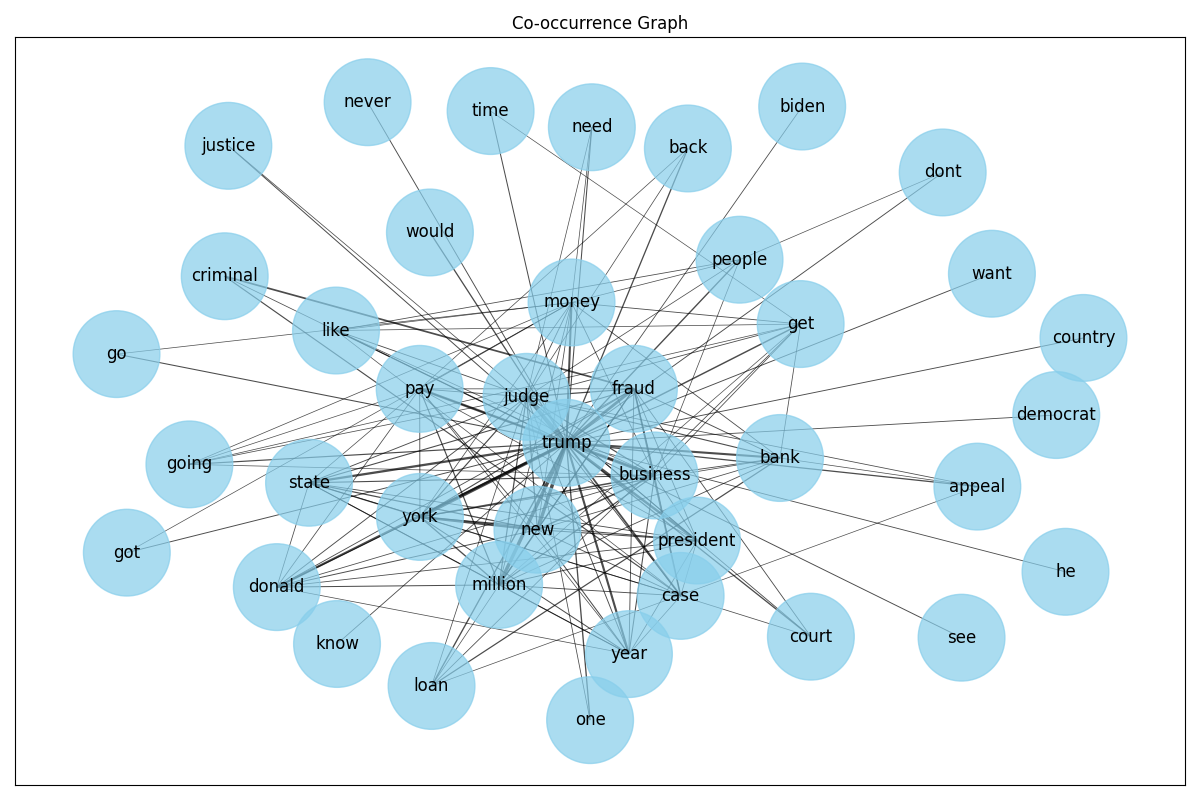 Co-occurrence Graph
never
time
biden
need
justice
back
dont
would
people
want
criminal
money
get
like
country
go
pay
fraud
judge
democrat
trump
bank
going
business
state
appeal
york
new
president
got
he
million
donald
case
court
see
know
year
loan
one